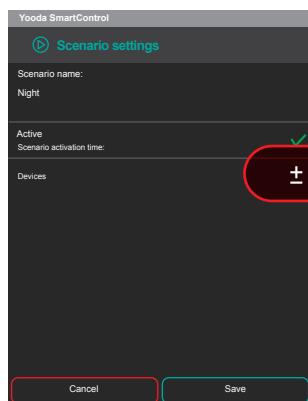 Yooda SmartControl
Scenario settings
Scenario name:
Night
Active
Scenario activation time:
Devices
±
Cancel
Save